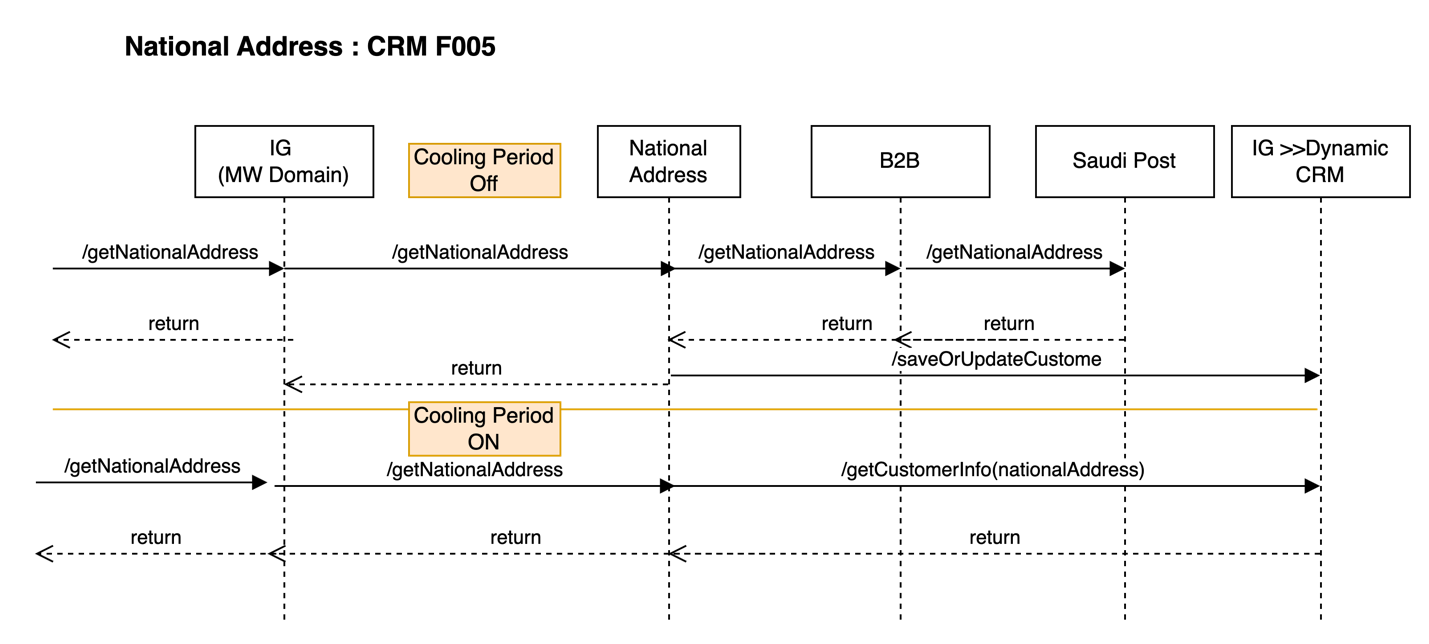 National Address : CRM F005
IG
(MW Domain)
Cooling Period
Off
National
Address
B2B
Saudi Post
IG >>Dynamic
CRM
/getNationalAddress
/getNationalAddress
/getNationalAddress
/getNationalAddress
return
return
return
/saveOrUpdateCustome
return
Cooling Period
ON
/getNationalAddress
/getNationalAddress
/getCustomerInfo(nationalAddress)
return
return
return